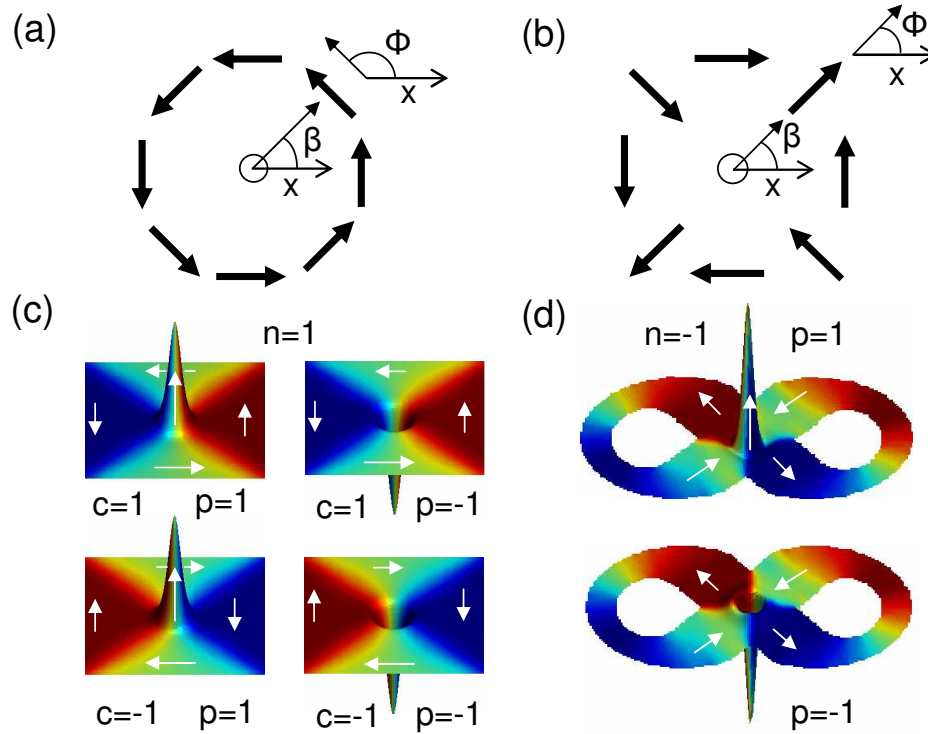 (a)
Φ
x
β
x
(b)
Φ
x
β
x
(c)
n=1
c=1 p=1
c=1 p=-1
c=-1 p=1
c=-1 p=-1
(d)
n=-1 p=1
p=-1